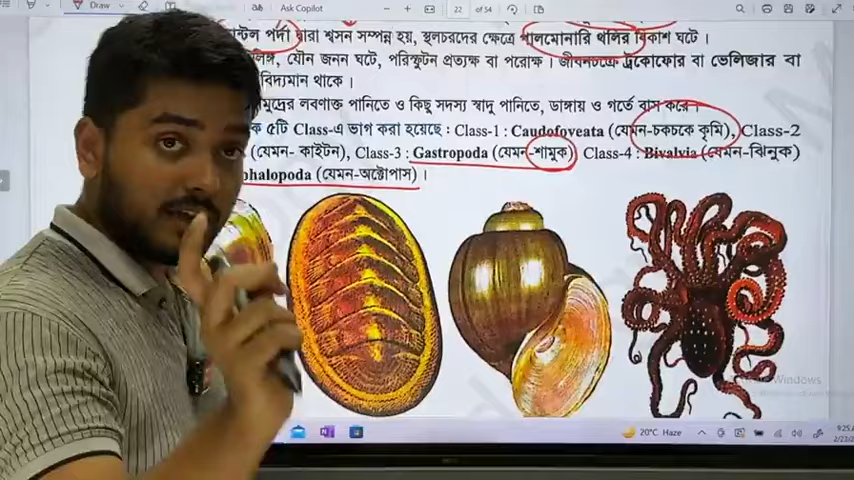 Draw Ask Copilot 22 of 54
ন্টল পর্দা দ্বারা শ্বসন সম্পন্ন হয়, স্থলচরদের ক্ষেত্রে পালমোনারি থলির বিকাশ ঘটে ।
লিঙ্গ, যৌন জনন ঘটে, পরিস্ফুটন প্রত্যক্ষ বা পরোক্ষ । জীবনচক্রে ট্রকোফোর বা ভেলিজার বা
বিদ্যমান থাকে ।
মুদ্রের লবণাক্ত পানিতে ও কিছু সদস্য স্বাদু পানিতে, ডাঙ্গায় ও গর্তে বাস করে ।
ক ৫টি Class-এ ভাগ করা হয়েছে : Class-1 : Caudofoveata (যেমন-চকচকে কৃমি), Class-2
(যেমন- কাইটন), Class-3 : Gastropoda (যেমন-শামুক) Class-4 : Bivalvia (যেমন-ঝিনুক)
phalopoda (যেমন-অক্টোপাস) ।
Activate Windows
20°C Haze